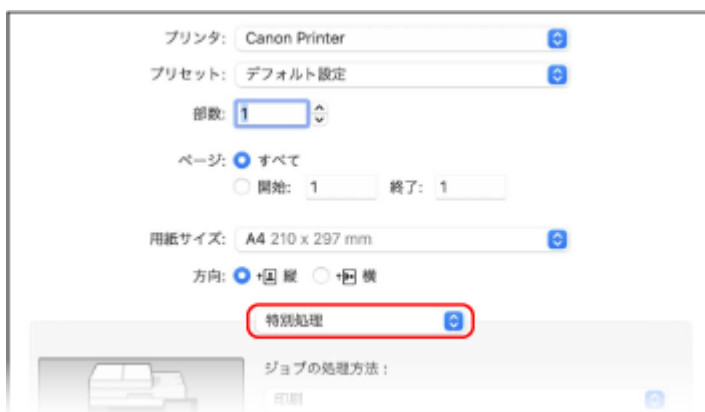 プリンタ: Canon Printer
プリセット: デフォルト設定
部数: 1
ページ: すべて
開始: 1 終了: 1
用紙サイズ: A4 210 x 297 mm
方向: 縦 横
特別処理
ジョブの処理方法：
印刷